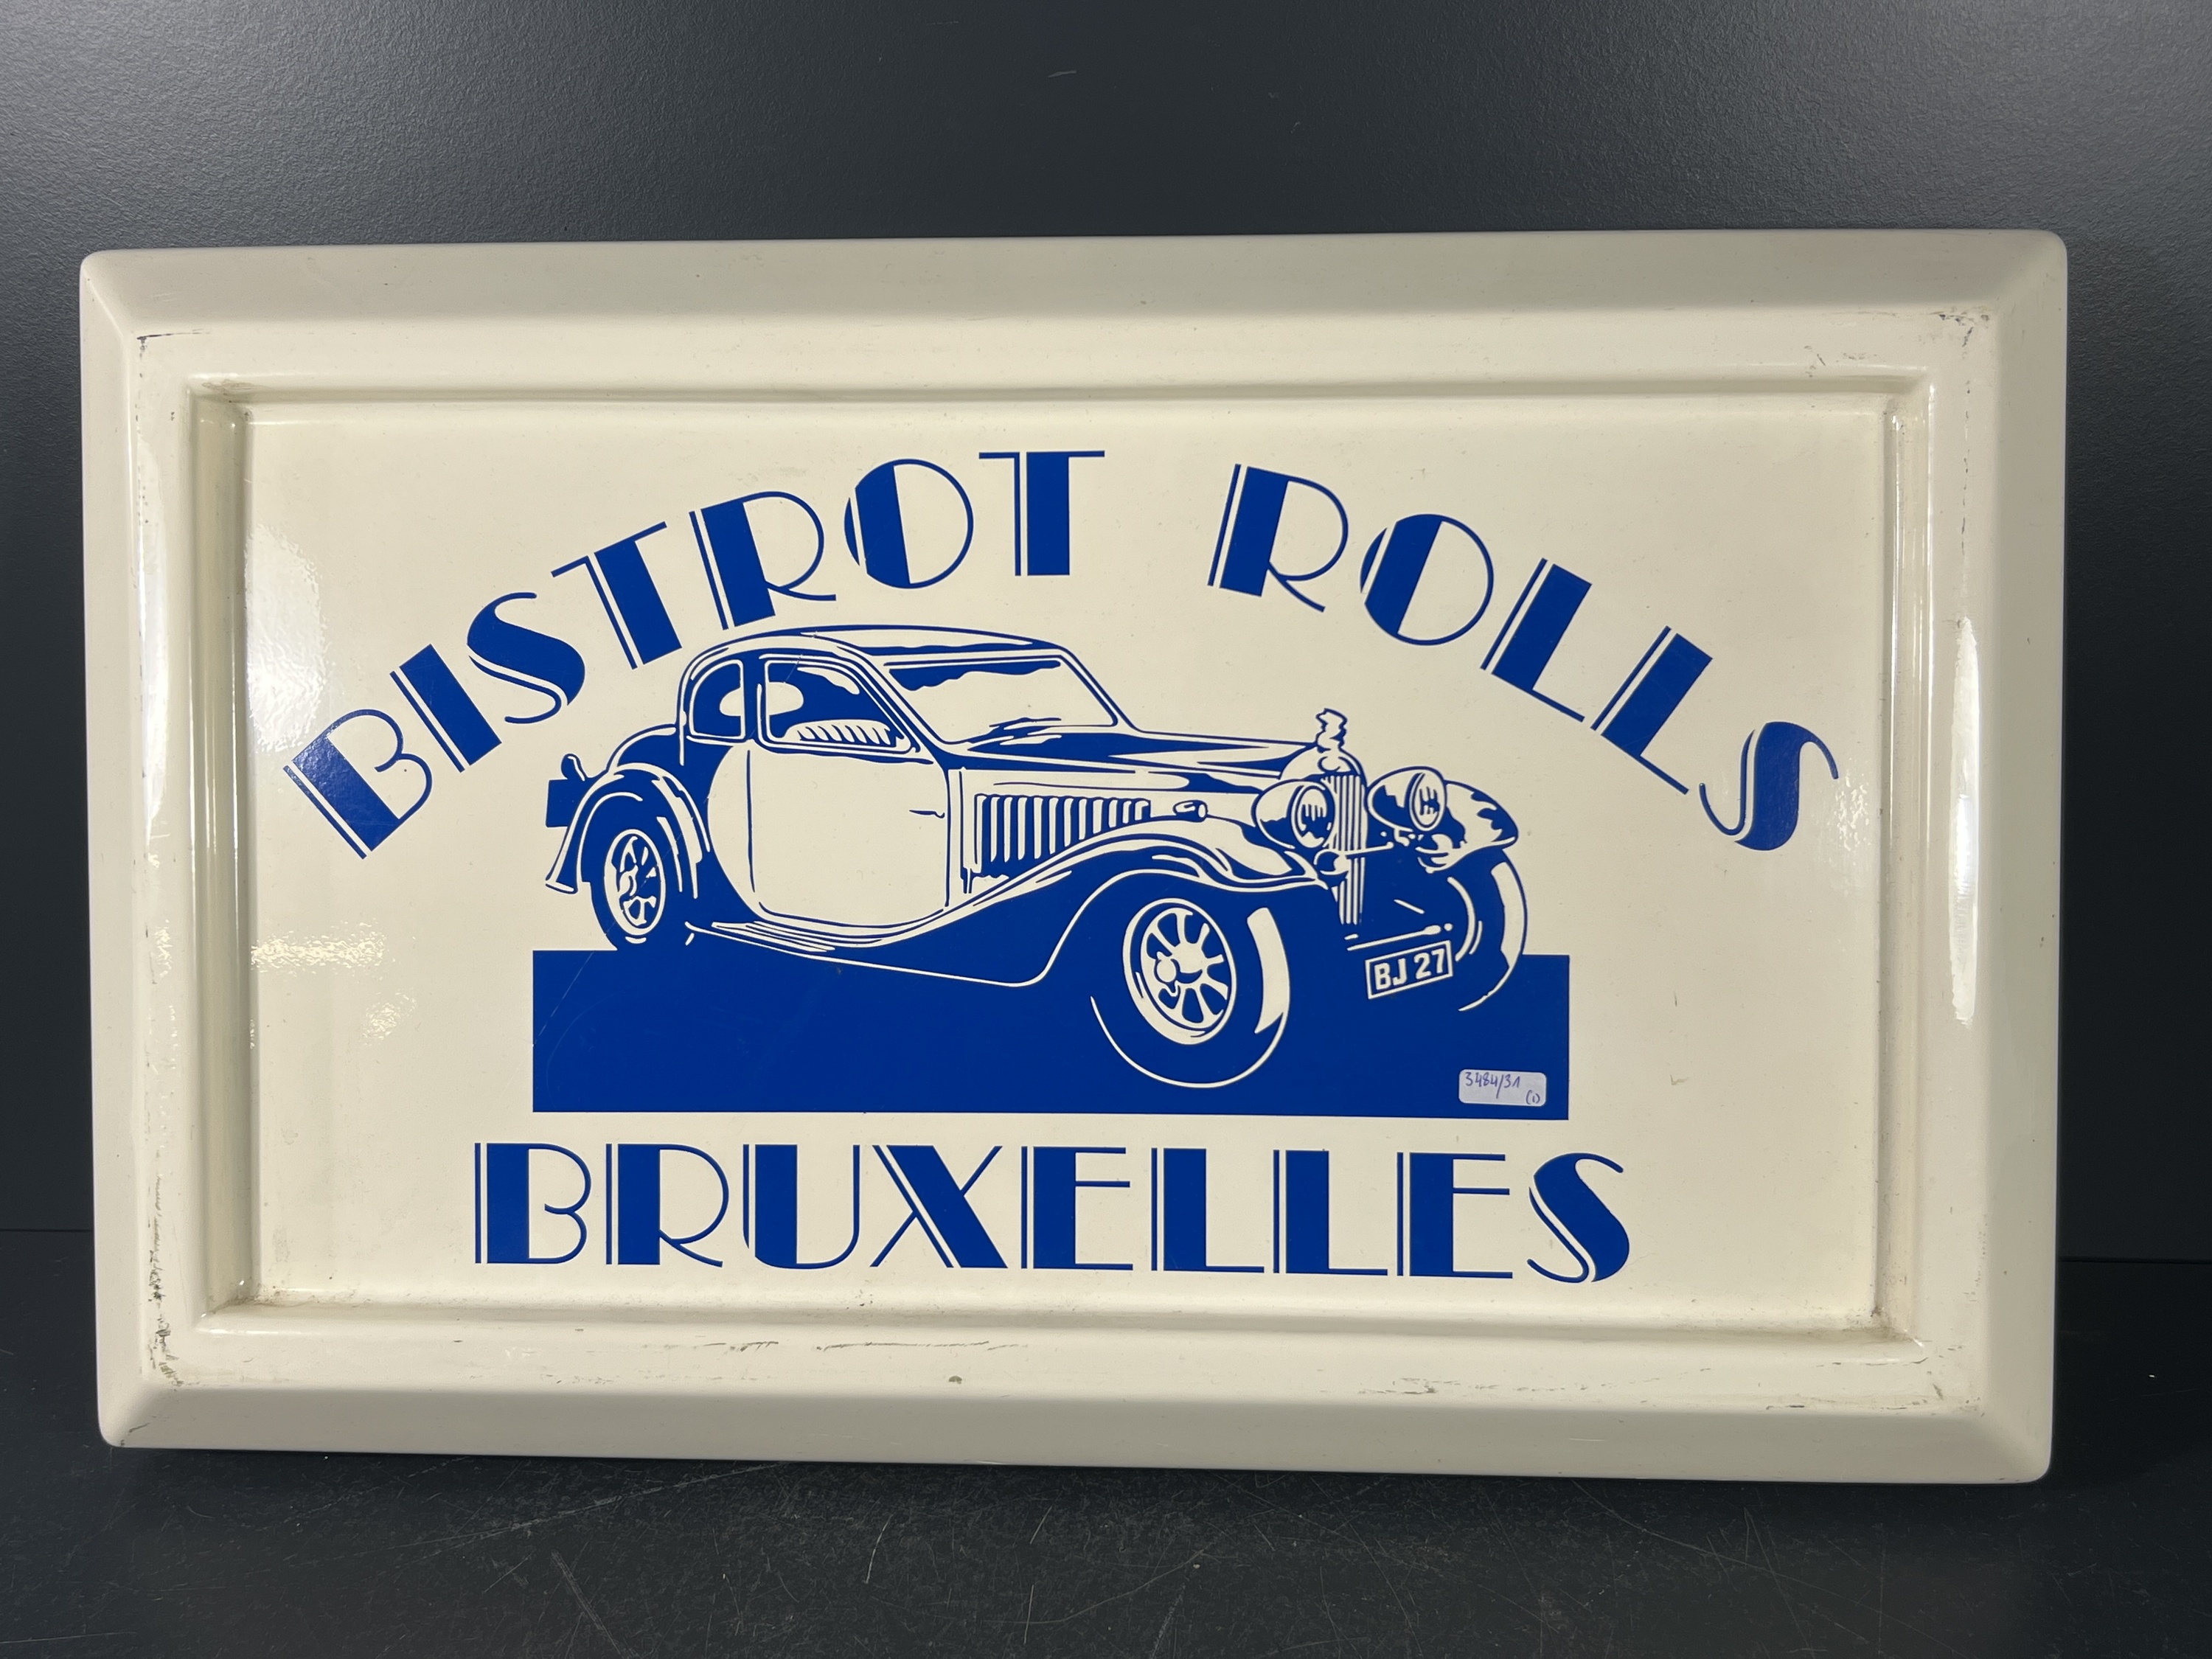 BISTROT ROLLS
BJ 27
3484/31
(1)
BRUXELLES